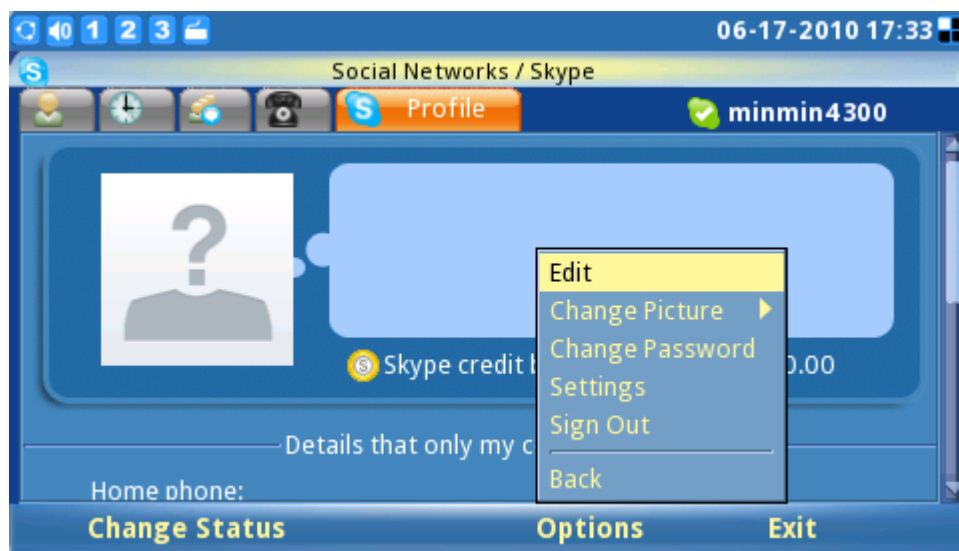 1 2 3 06-17-2010 17:33
S Social Networks / Skype
S Profile minmin4300
?
Edit
Change Picture
Change Password
S Skype credit .00
Settings
Sign Out
Details that only my
Back
Home phone:
Change Status Options Exit